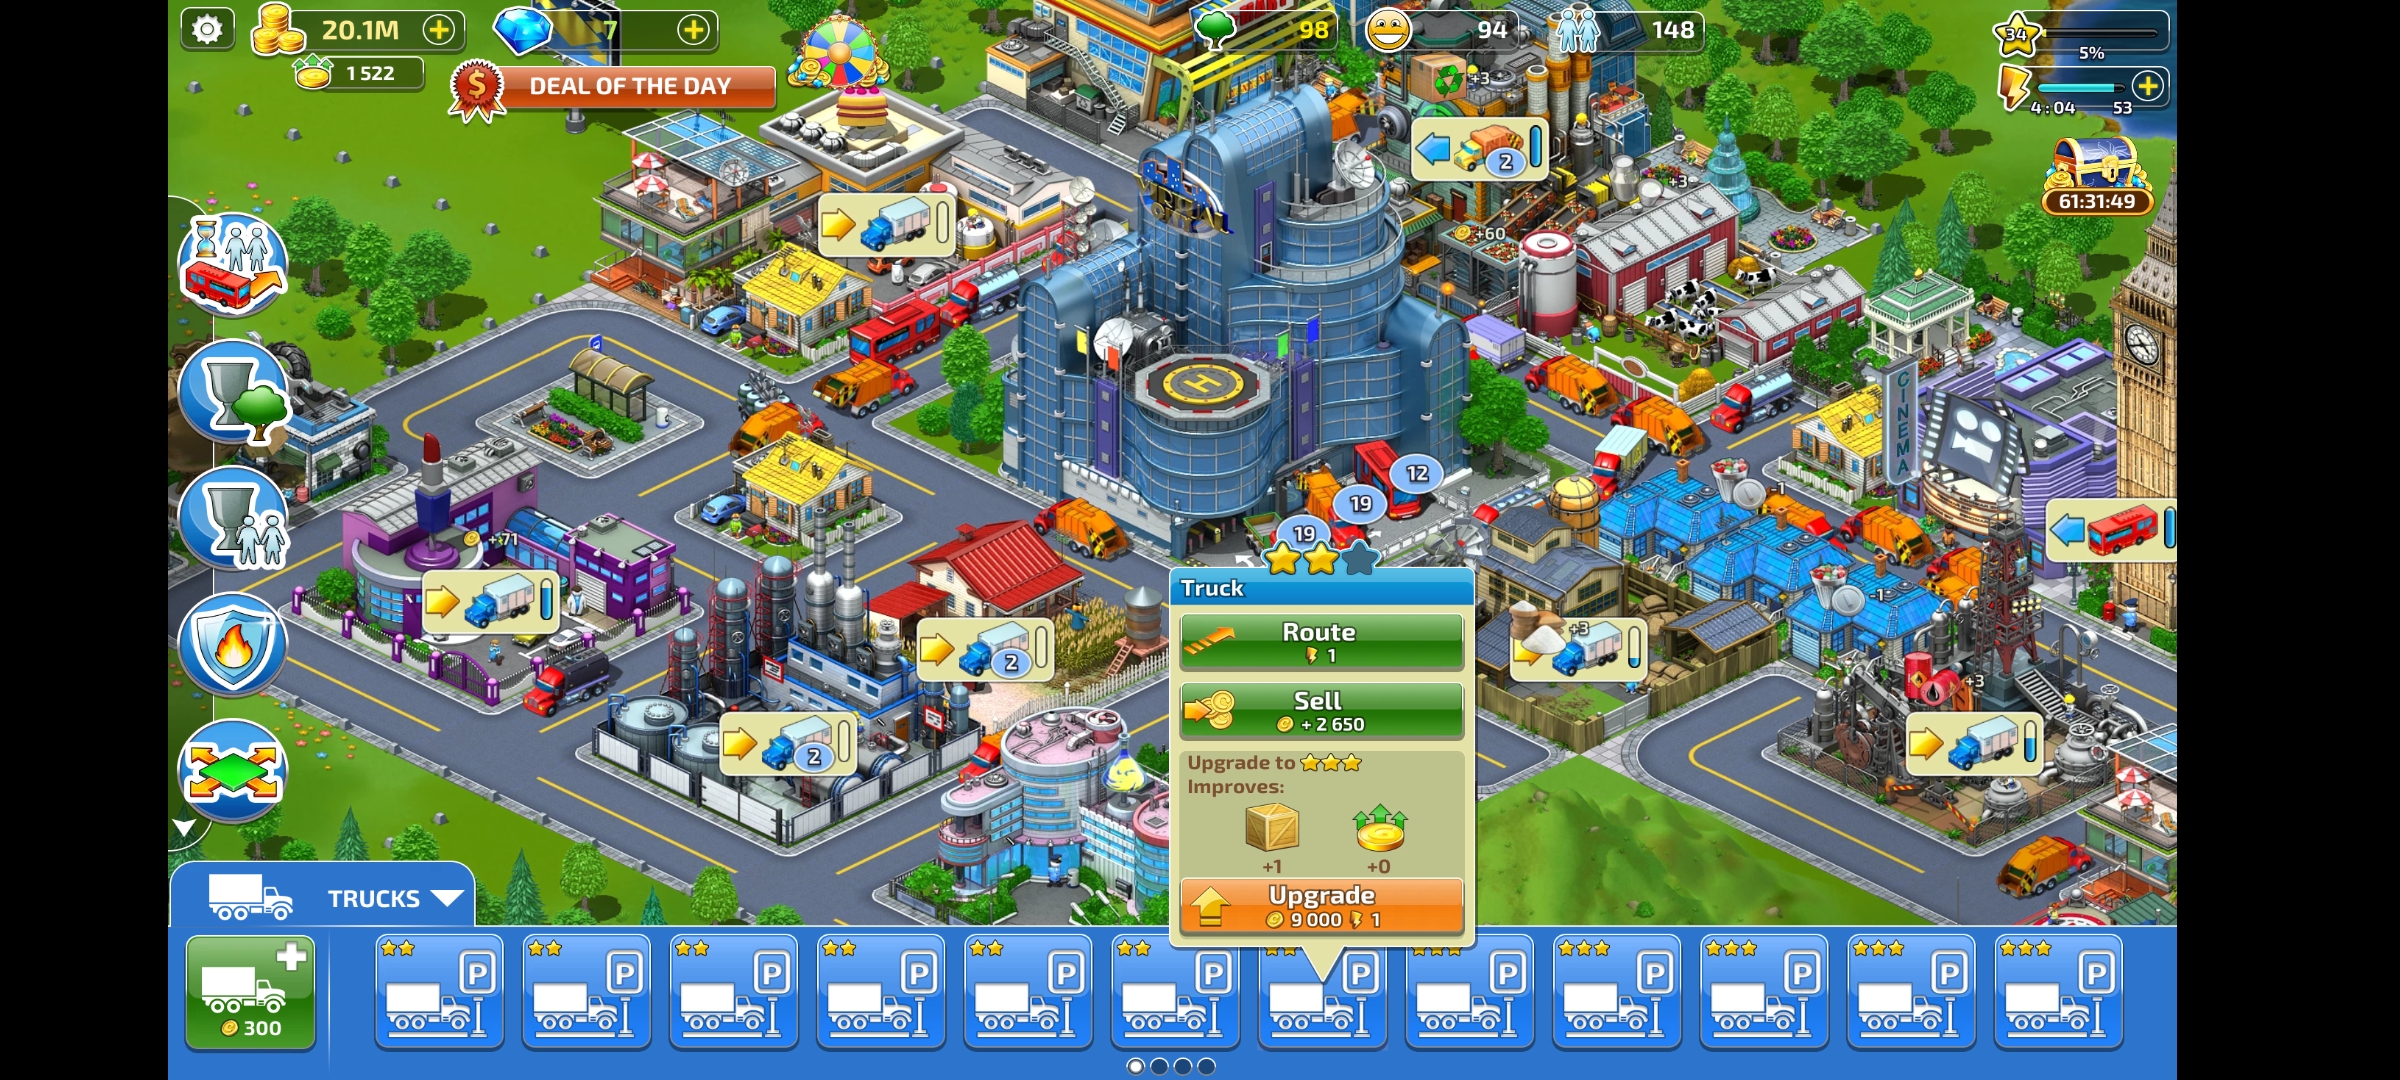 20.1M
7
98
94
148
34
5%
1 522
DEAL OF THE DAY
4:04
53
+3
2
61:31:49
+3
+60
CINEMA
12
-1
19
19
+71
-1
2
+3
+3
2
Truck
Route
1
Sell
+ 2 650
Upgrade to
Improves:
+1
+0
Upgrade
9 000
1
TRUCKS
300
P
P
P
P
P
P
P
P
P
P
P
P
H